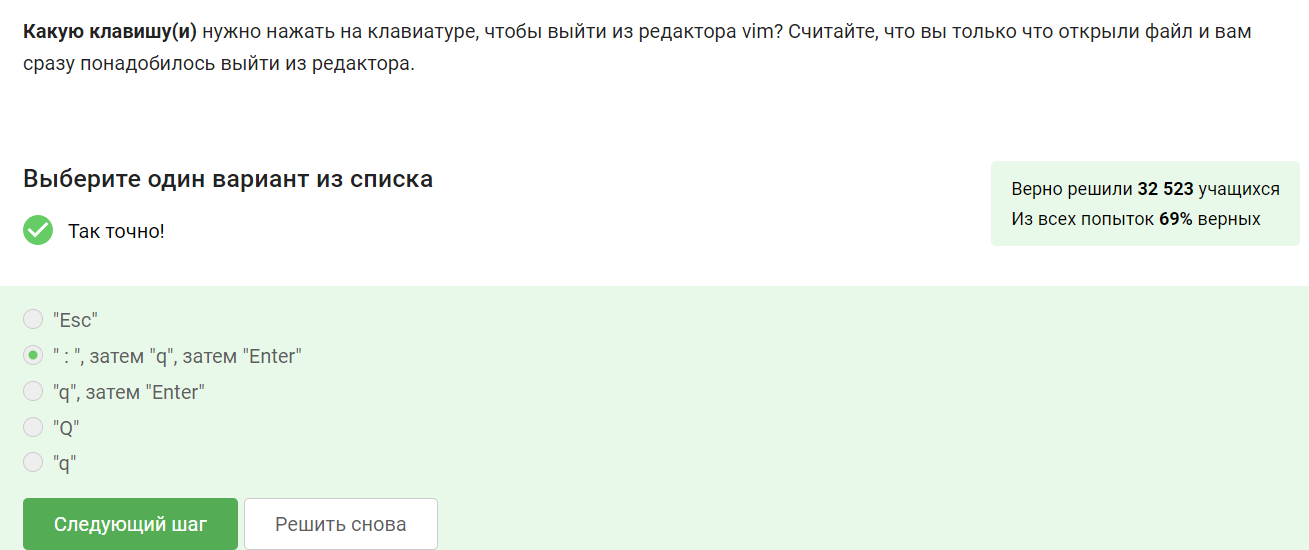 Какую клавишу(и) нужно нажать на клавиатуре, чтобы выйти из редактора vim? Считайте, что вы только что открыли файл и вам
сразу понадобилось выйти из редактора.
Выберите один вариант из списка
Так точно!
Верно решили 32 523 учащихся
Из всех попыток 69% верных
"Esc"
" : ", затем "q", затем "Enter"
"q", затем "Enter"
"Q"
"q"
Следующий шаг
Решить снова